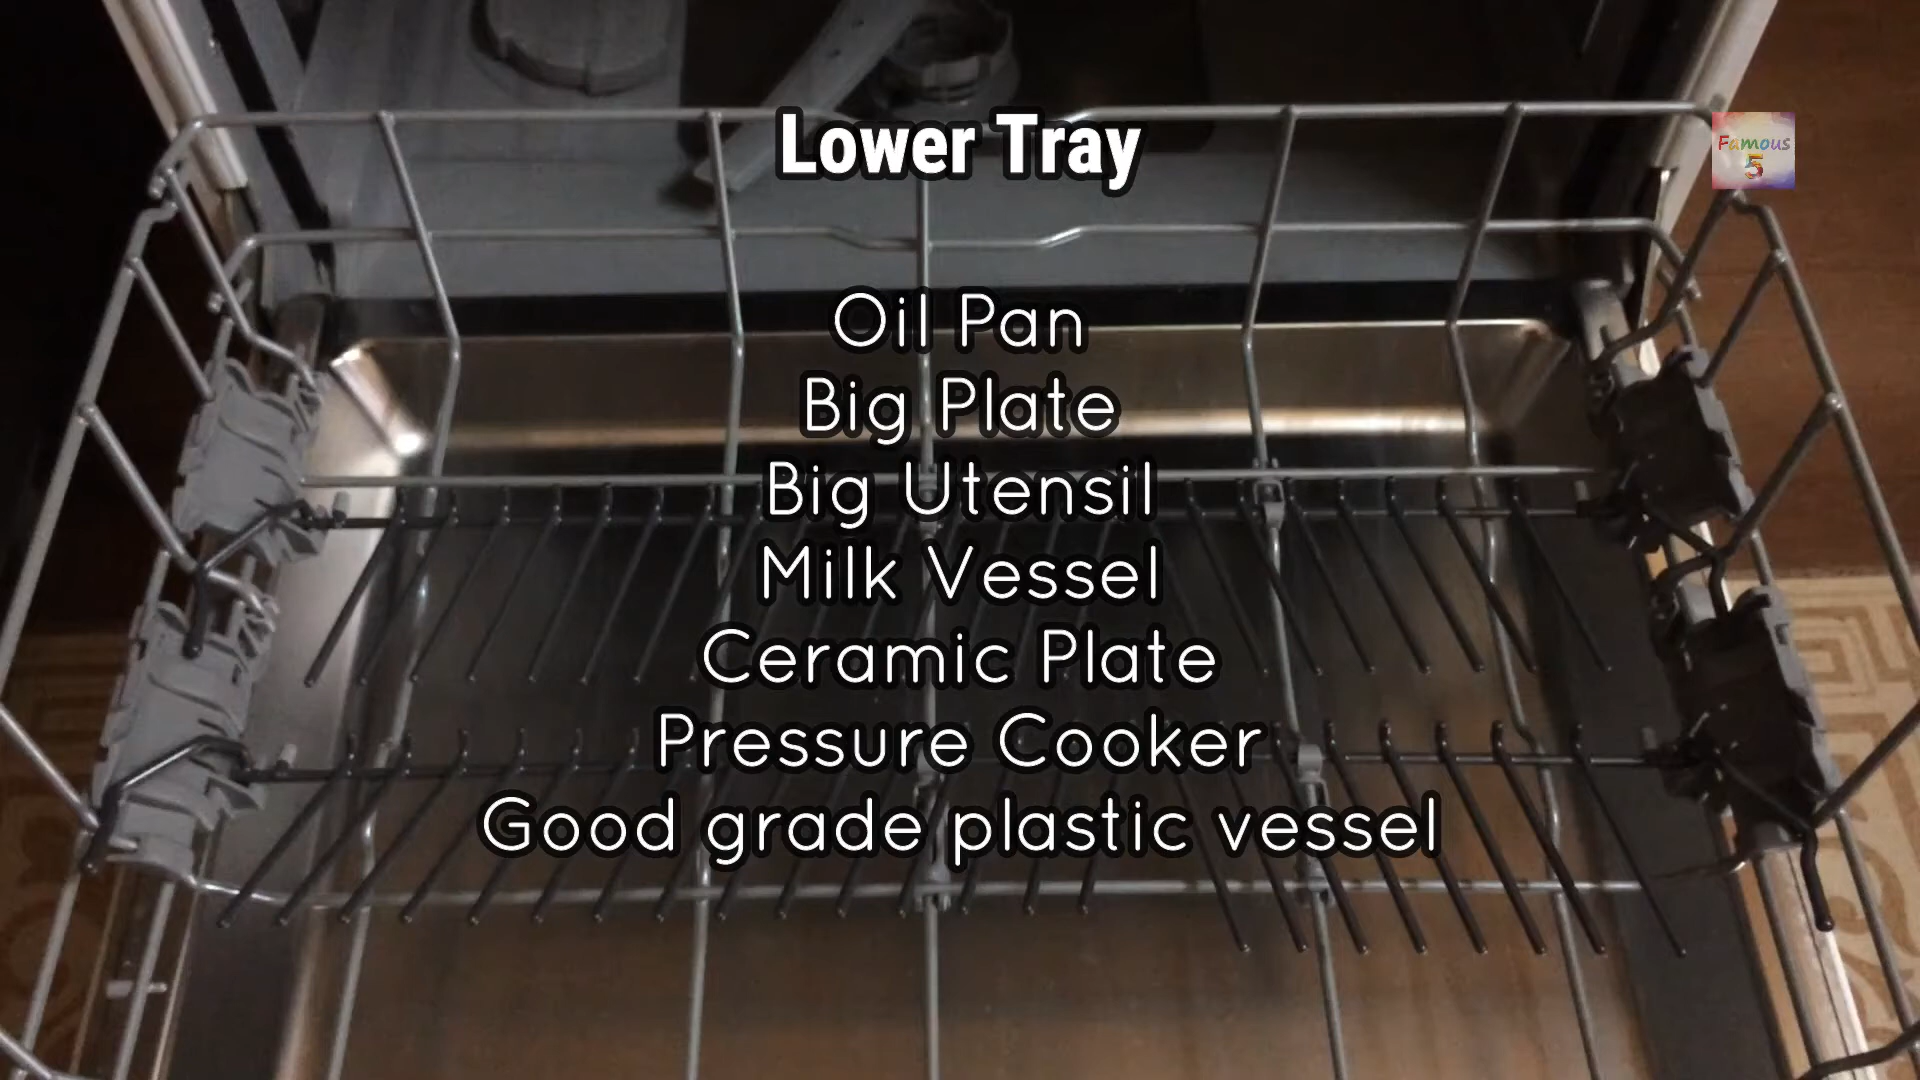 Lower Tray
Famous
5
Oil Pan
Big Plate
Big Utensil
Milk Vessel
Ceramic Plate
Pressure Cooker
Good grade plastic vessel